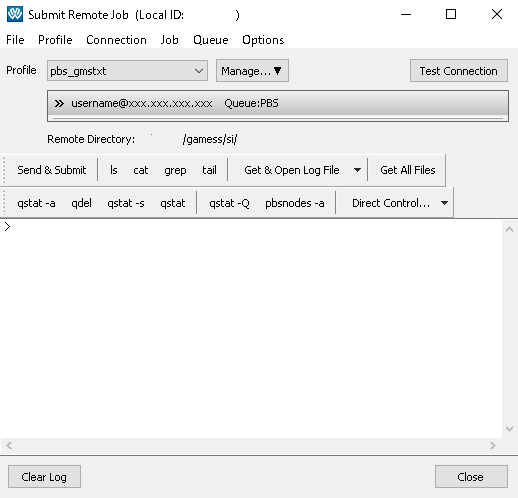 Submit Remote Job (Local ID: )
File Profile Connection Job Queue Options
Profile pbs_gmstxt Manage...▼ Test Connection
» username@xxx.xxx.xxx.xxx Queue:PBS
Remote Directory: /gamess/si/
Send & Submit ls cat grep tail Get & Open Log File Get All Files
qstat -a qdel qstat -s qstat qstat -Q pbsnodes -a Direct Control...
>
Clear Log Close